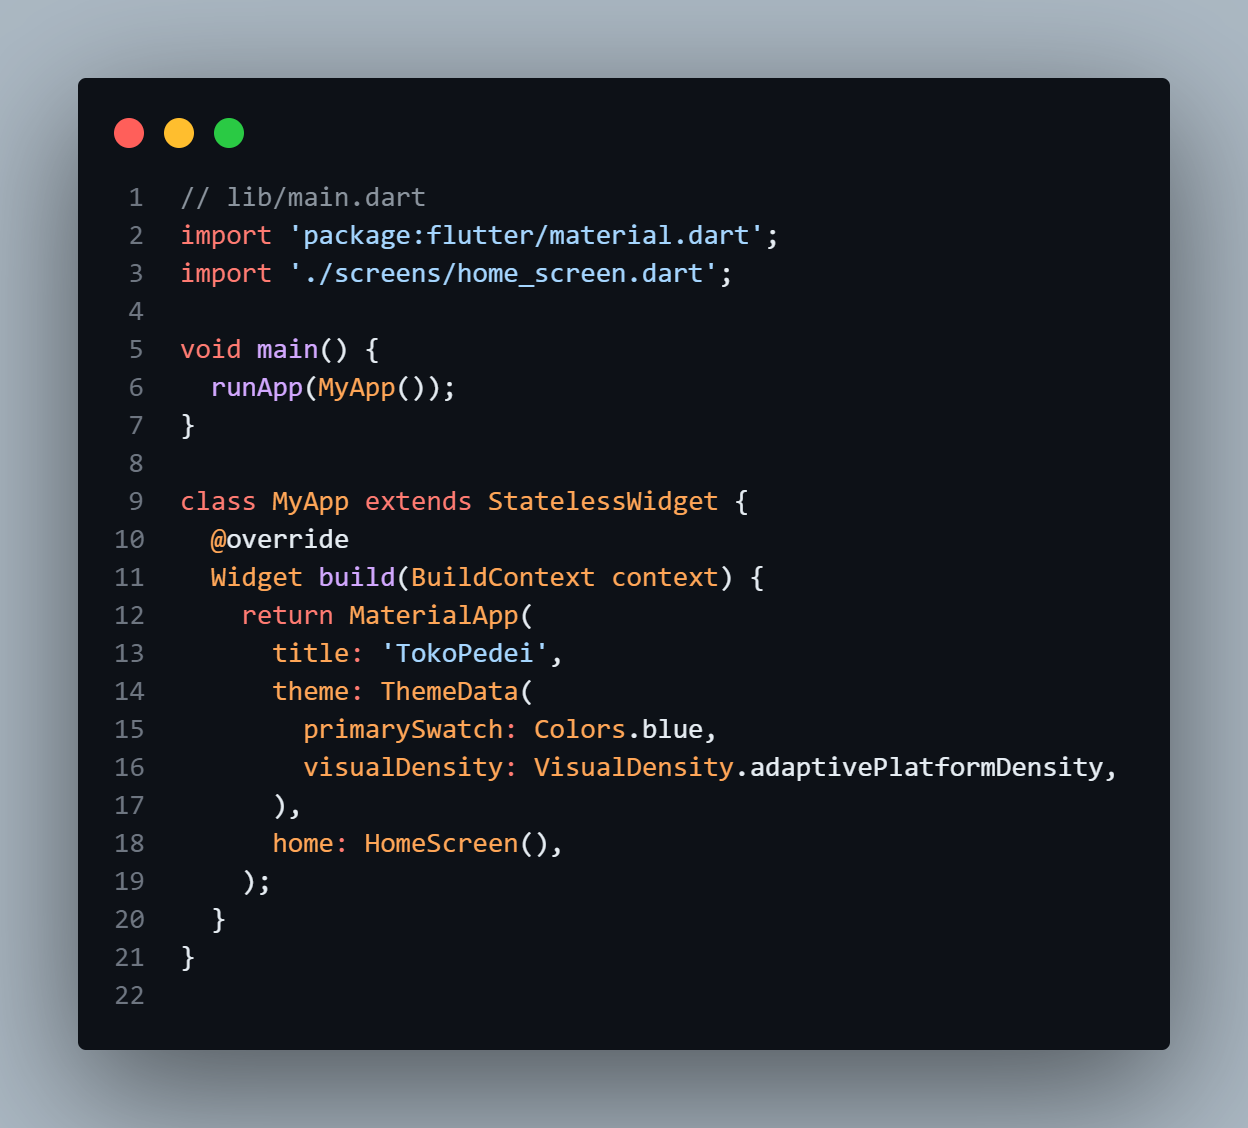 1 // lib/main.dart
2 import 'package:flutter/material.dart';
3 import './screens/home_screen.dart';
4
5 void main() {
6   runApp(MyApp());
7 }
8
9 class MyApp extends StatelessWidget {
10   @override
11   Widget build(BuildContext context) {
12     return MaterialApp(
13       title: 'TokoPedei',
14       theme: ThemeData(
15         primarySwatch: Colors.blue,
16         visualDensity: VisualDensity.adaptivePlatformDensity,
17       ),
18       home: HomeScreen(),
19     );
20   }
21 }
22